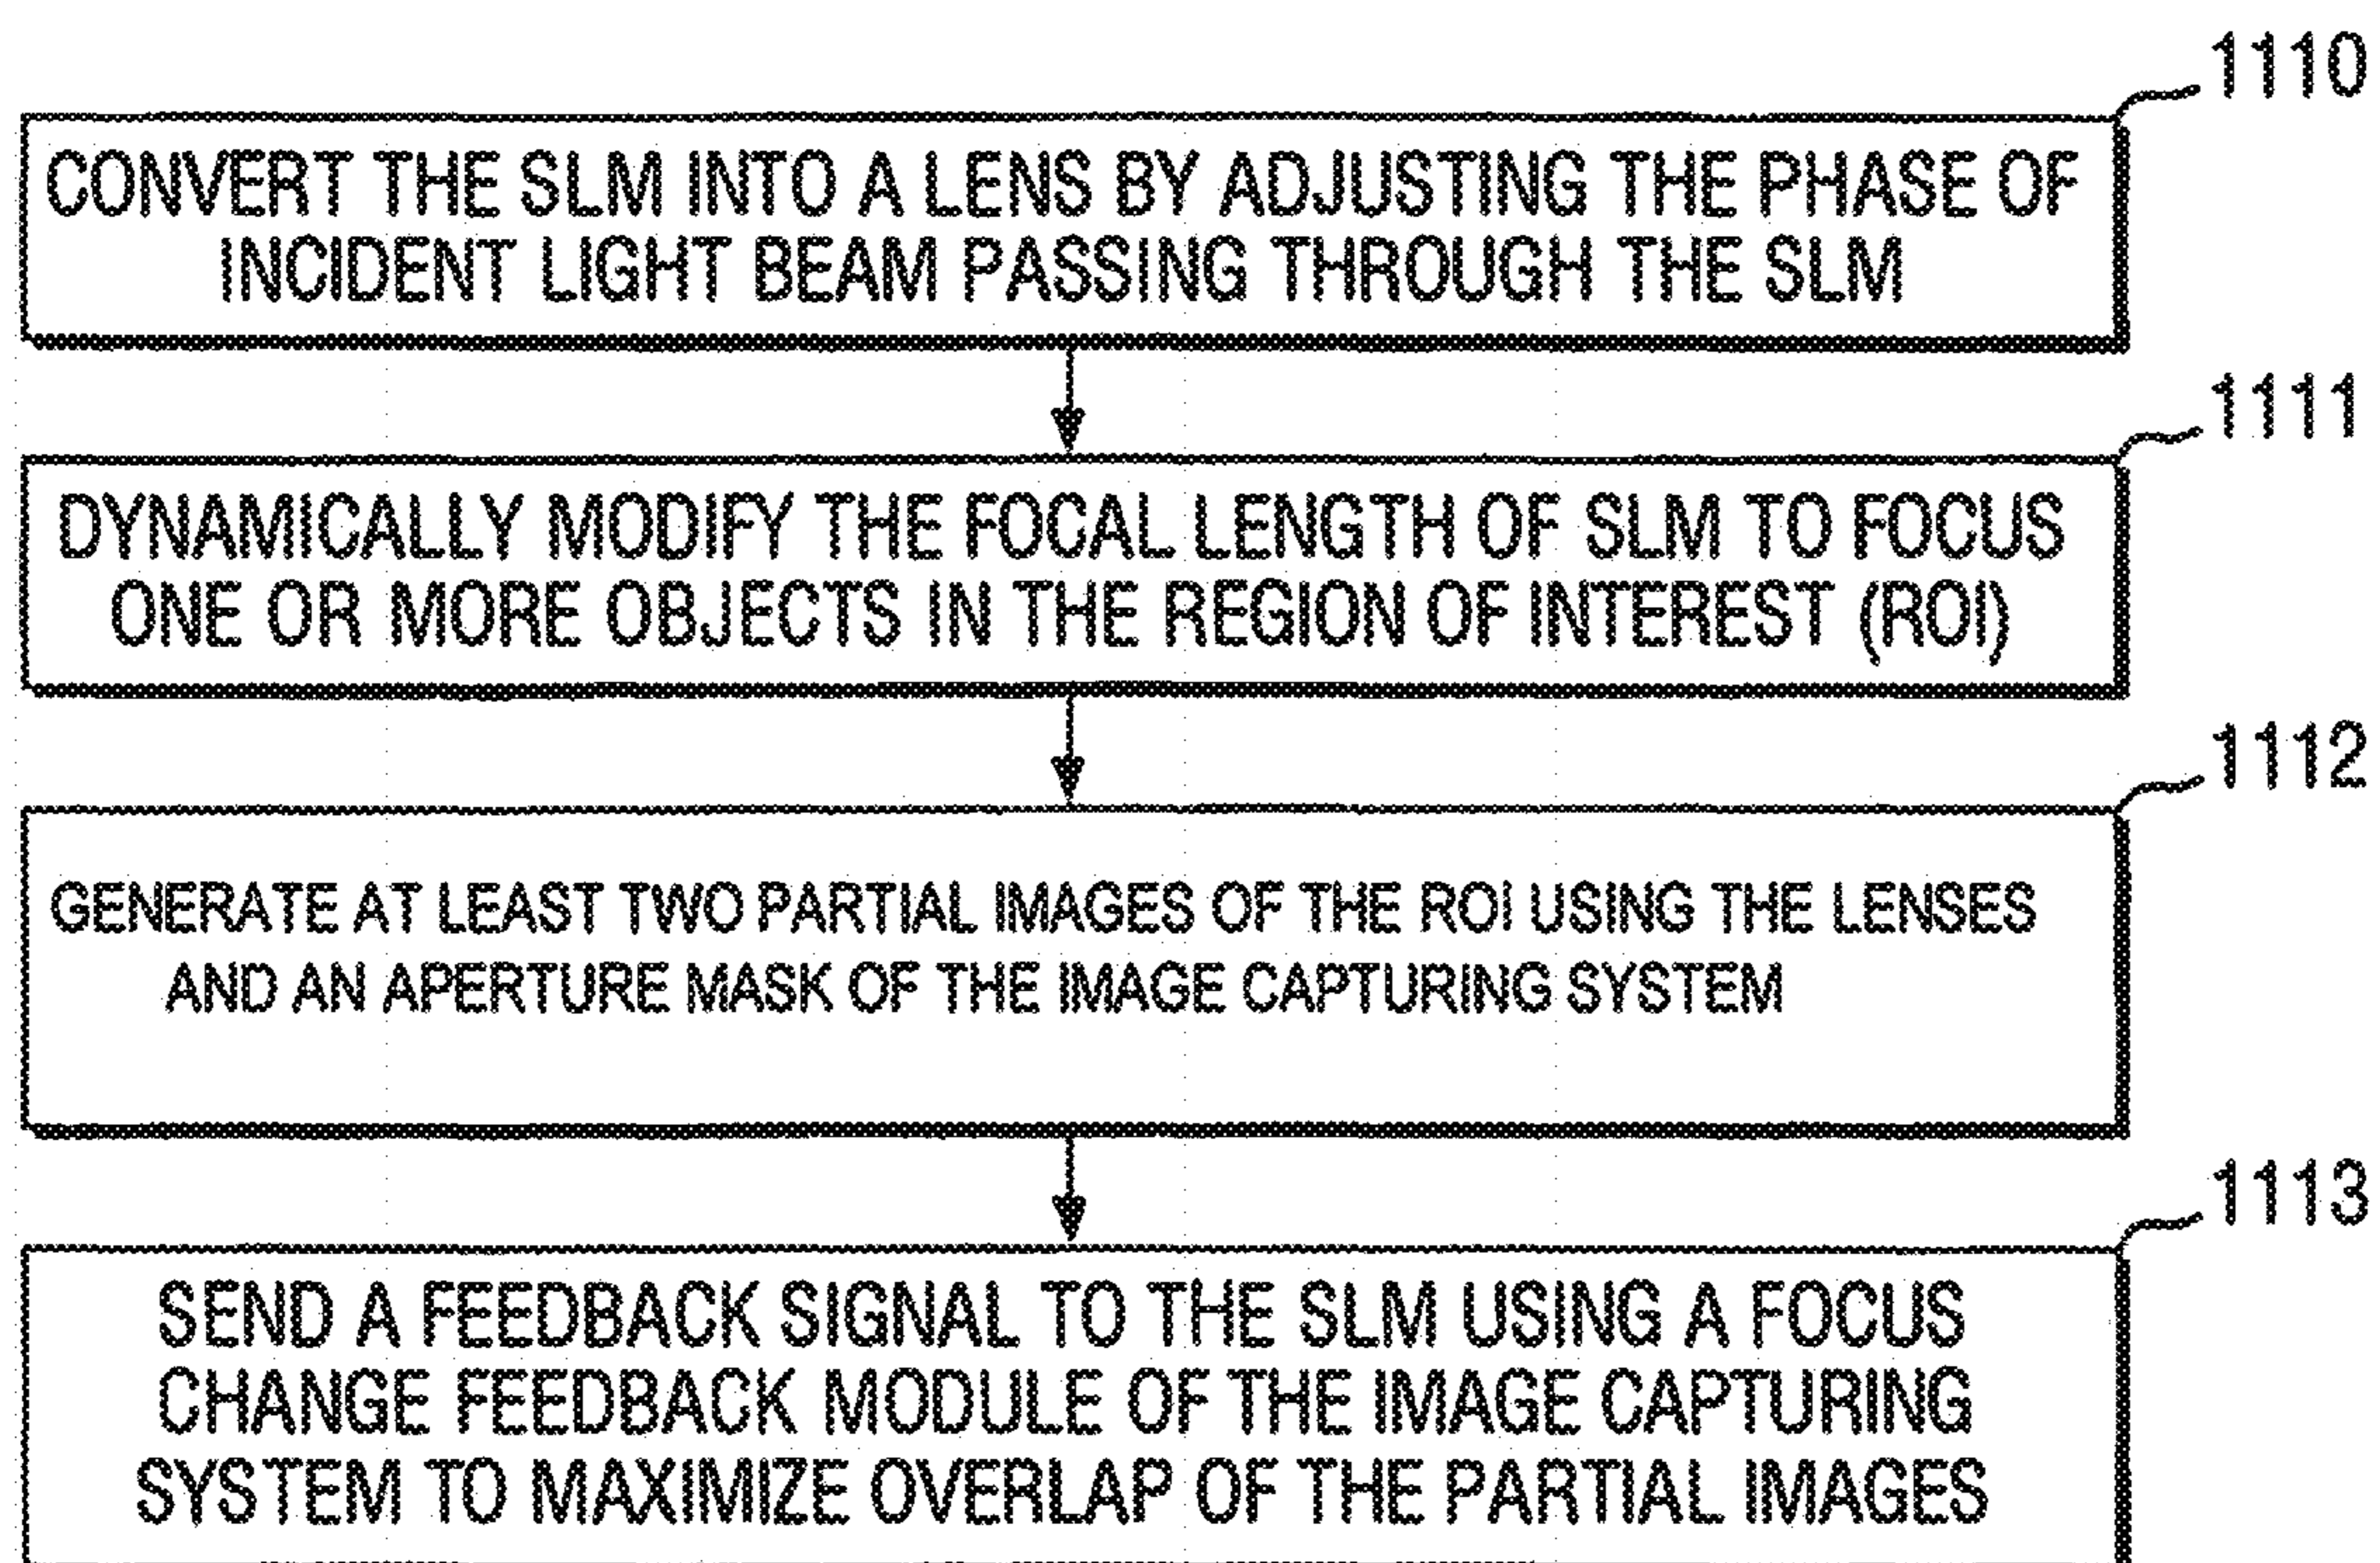 1110
CONVERT THE SLM INTO A LENS BY ADJUSTING THE PHASE OF
INCIDENT LIGHT BEAM PASSING THROUGH THE SLM
1111
DYNAMICALLY MODIFY THE FOCAL LENGTH OF SLM TO FOCUS
ONE OR MORE OBJECTS IN THE REGION OF INTEREST (ROI)
1112
GENERATE AT LEAST TWO PARTIAL IMAGES OF THE ROI USING THE LENSES
AND AN APERTURE MASK OF THE IMAGE CAPTURING SYSTEM
1113
SEND A FEEDBACK SIGNAL TO THE SLM USING A FOCUS
CHANGE FEEDBACK MODULE OF THE IMAGE CAPTURING
SYSTEM TO MAXIMIZE OVERLAP OF THE PARTIAL IMAGES